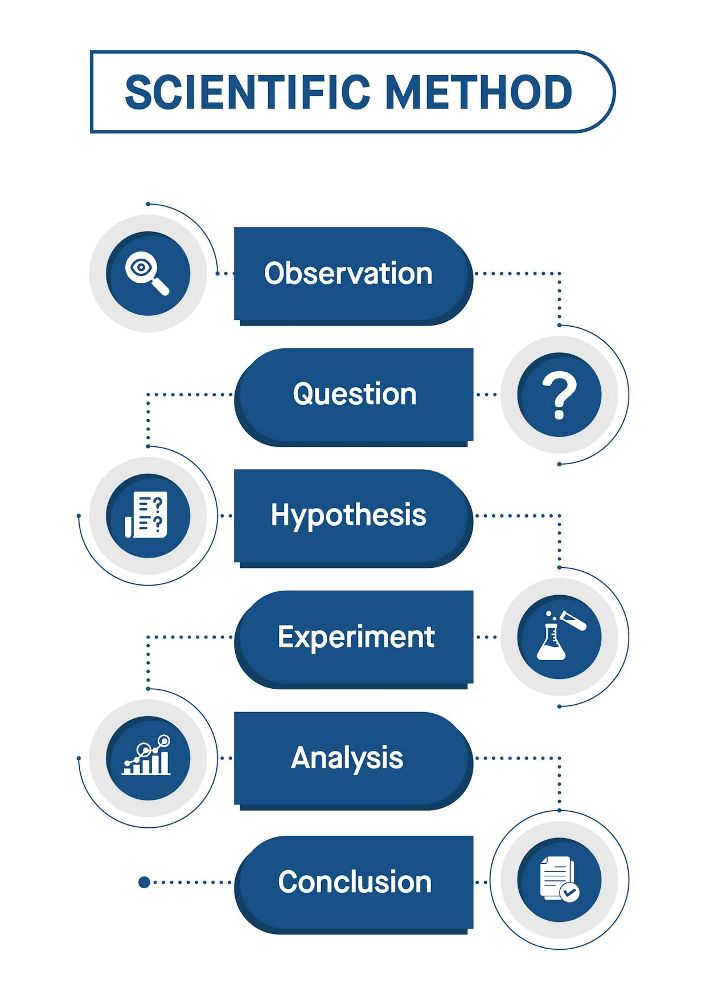 SCIENTIFIC METHOD
Observation
Question
Hypothesis
Experiment
Analysis
Conclusion